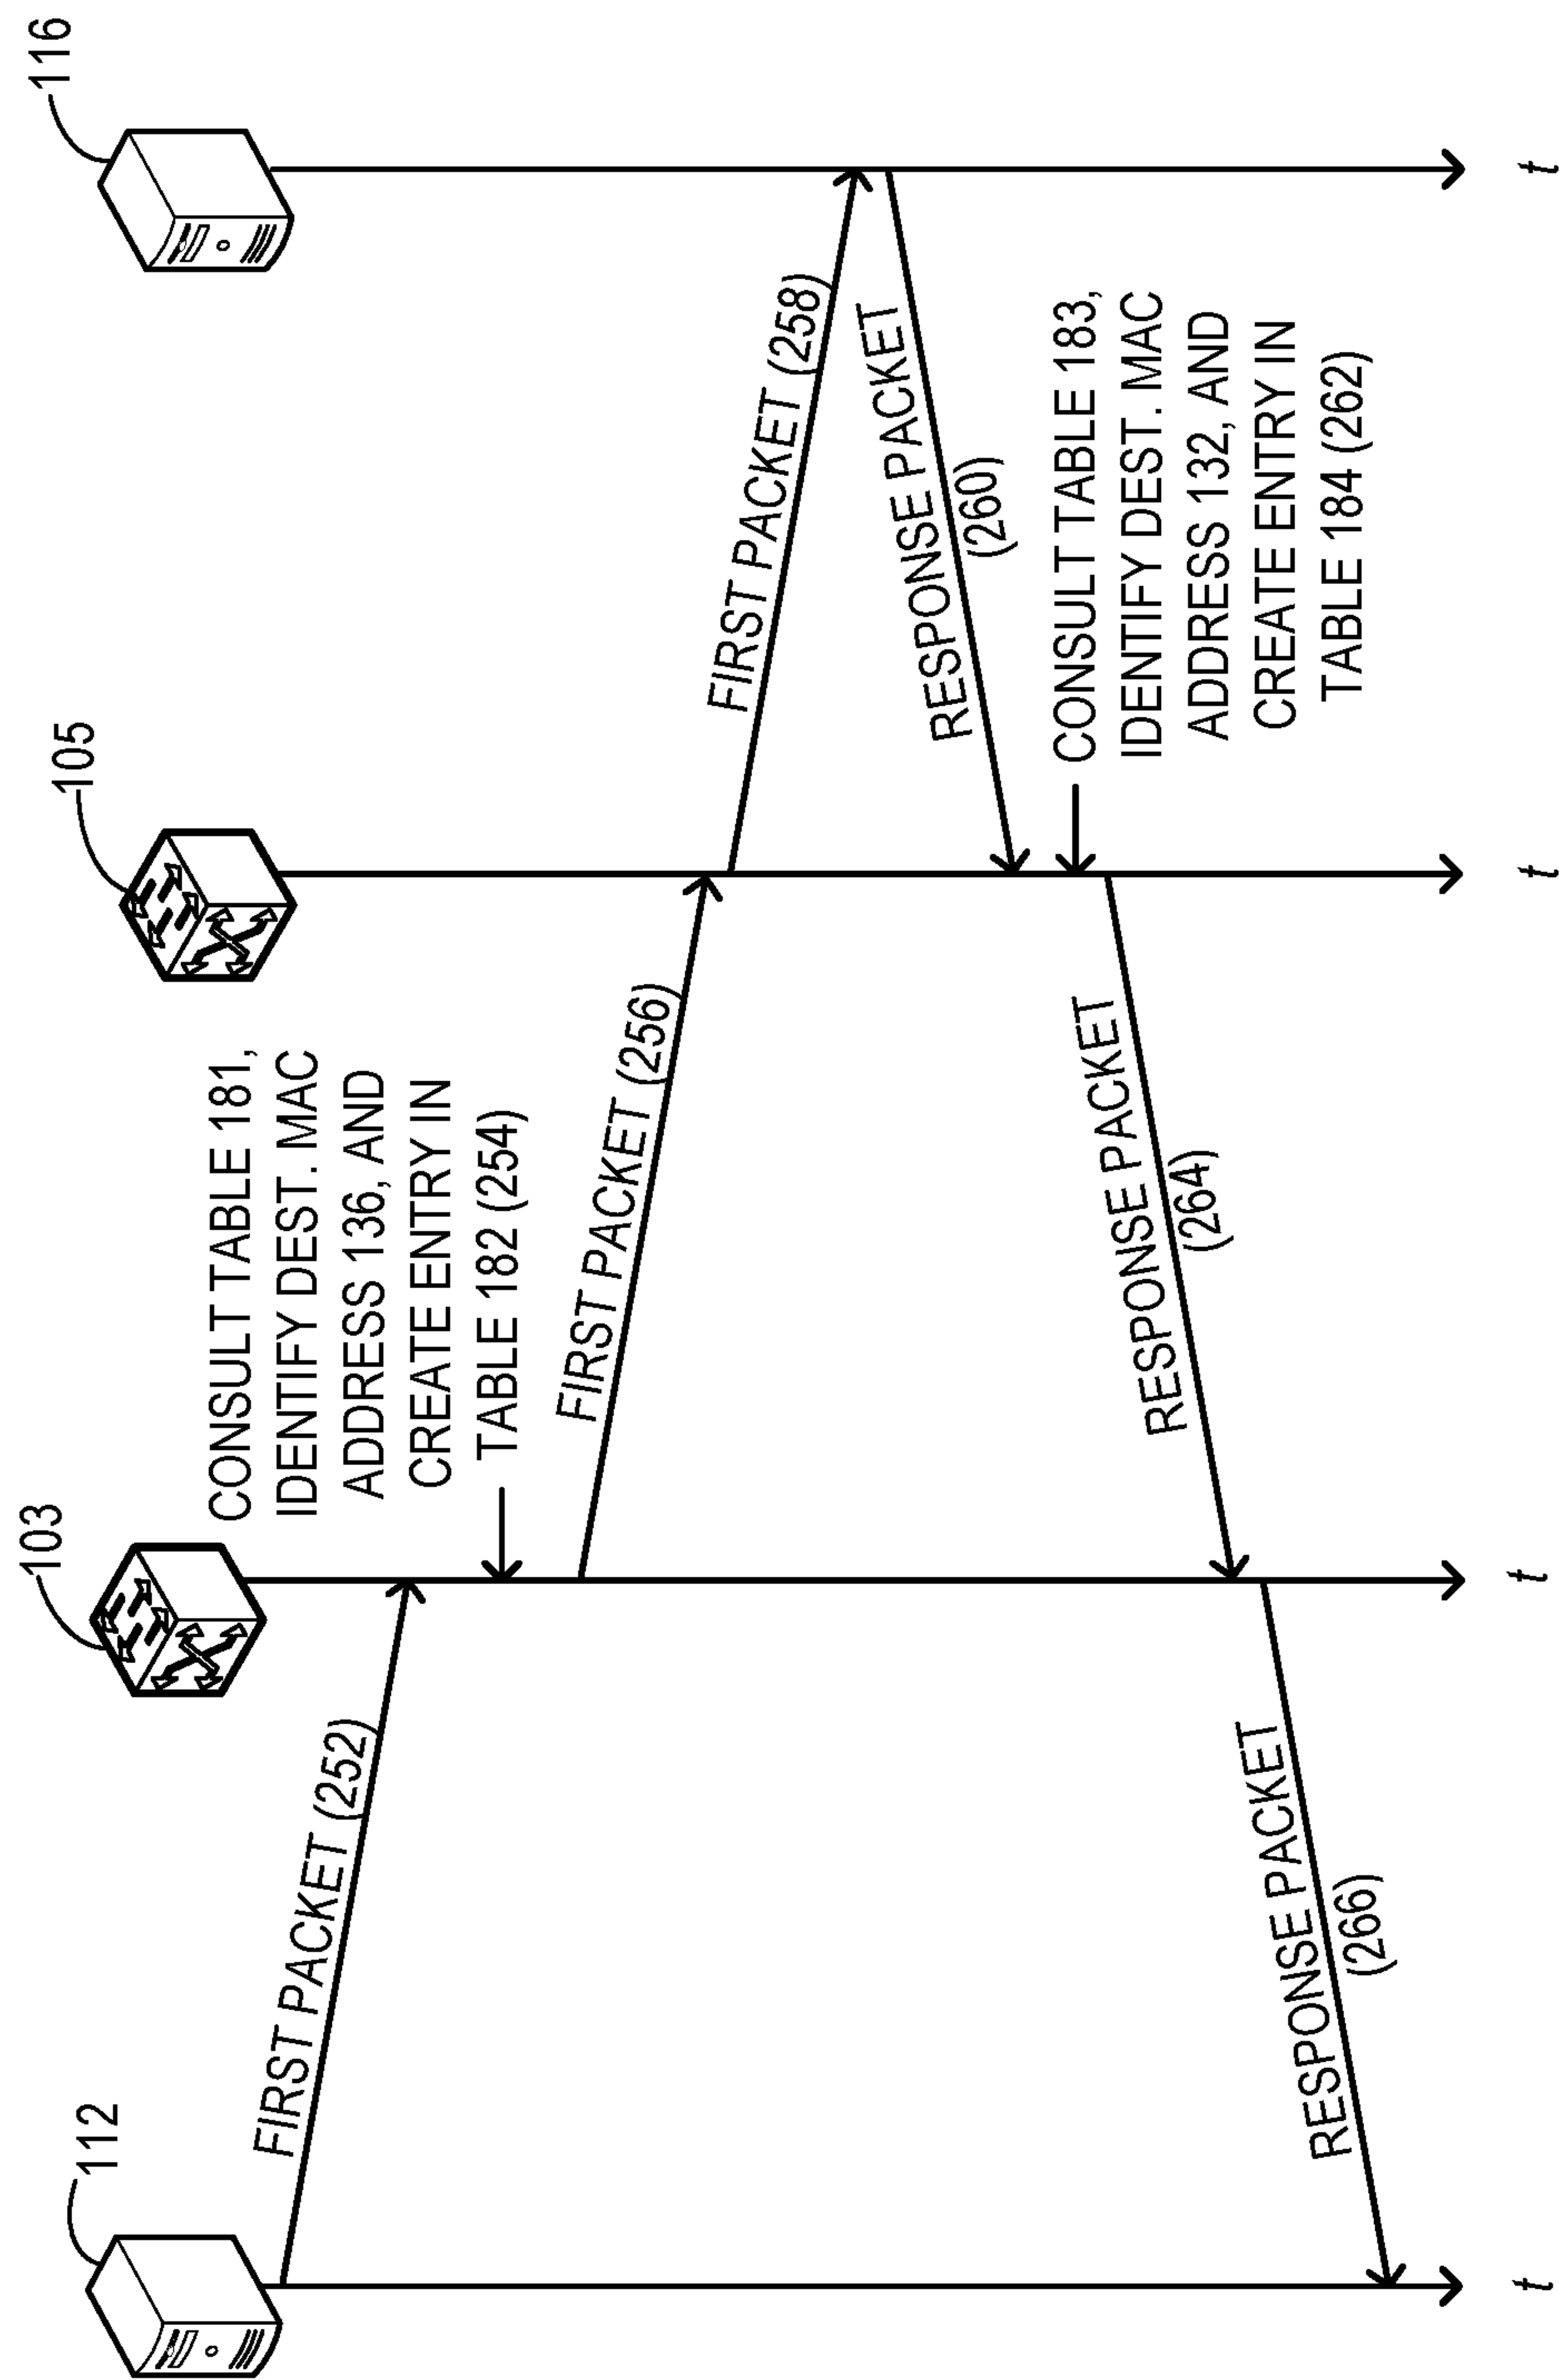 112
103
105
116
FIRST PACKET (252)
CONSULT TABLE 181,
IDENTIFY DEST. MAC
ADDRESS 136, AND
CREATE ENTRY IN
TABLE 182 (254)
FIRST PACKET (256)
FIRST PACKET (258)
RESPONSE PACKET
(260)
CONSULT TABLE 183,
IDENTIFY DEST. MAC
ADDRESS 132, AND
CREATE ENTRY IN
TABLE 184 (262)
RESPONSE PACKET
(264)
RESPONSE PACKET
(266)
t
t
t
t